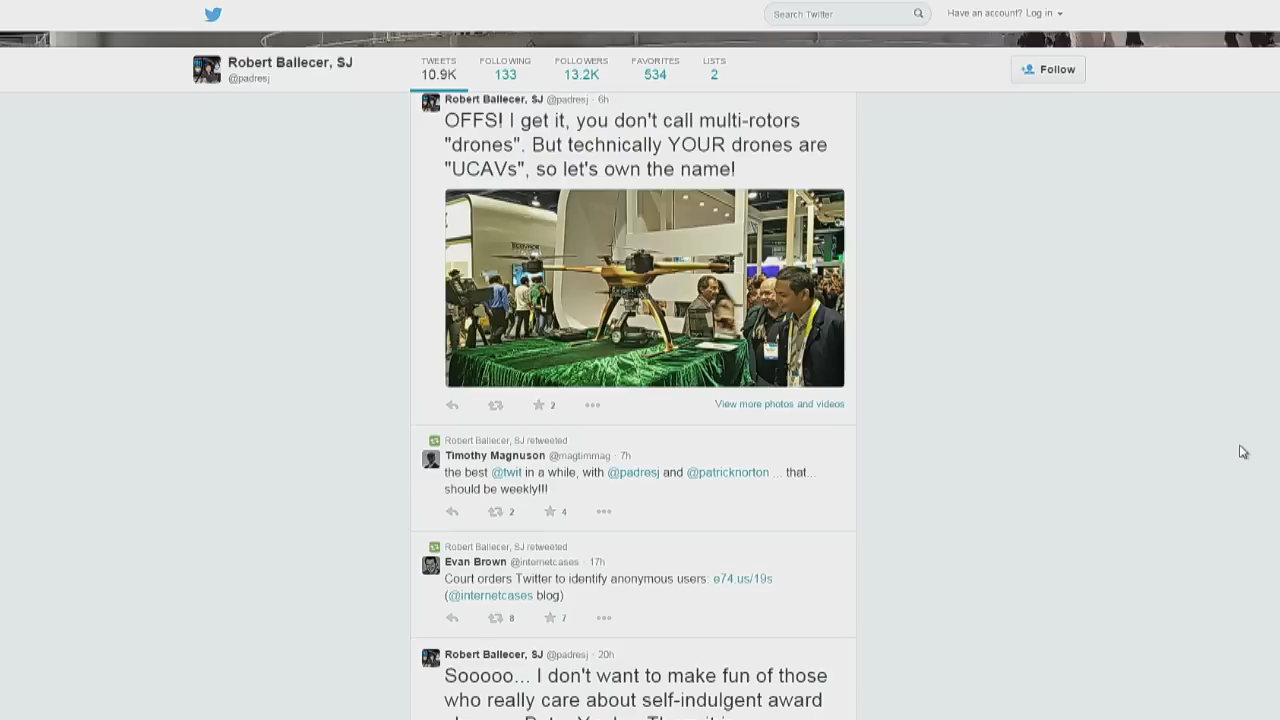 Search Twitter
Have an account? Log in
Robert Ballecer, SJ
@padresj
TWEETS
10.9K
FOLLOWING
133
FOLLOWERS
13.2K
FAVORITES
534
LISTS
2
Follow
Robert Ballecer, SJ @padresj · 6h
OFFS! I get it, you don't call multi-rotors
"drones". But technically YOUR drones are
"UCAVs", so let's own the name!
2
View more photos and videos
Robert Ballecer, SJ retweeted
Timothy Magnuson @magtimmag · 7h
the best @twit in a while, with @padresj and @patricknorton ... that...
should be weekly!!!
2 4
Robert Ballecer, SJ retweeted
Evan Brown @internetcases · 17h
Court orders Twitter to identify anonymous users: e74.us/19s
(@internetcases blog)
8 7
Robert Ballecer, SJ @padresj · 20h
Sooooo... I don't want to make fun of those
who really care about self-indulgent award